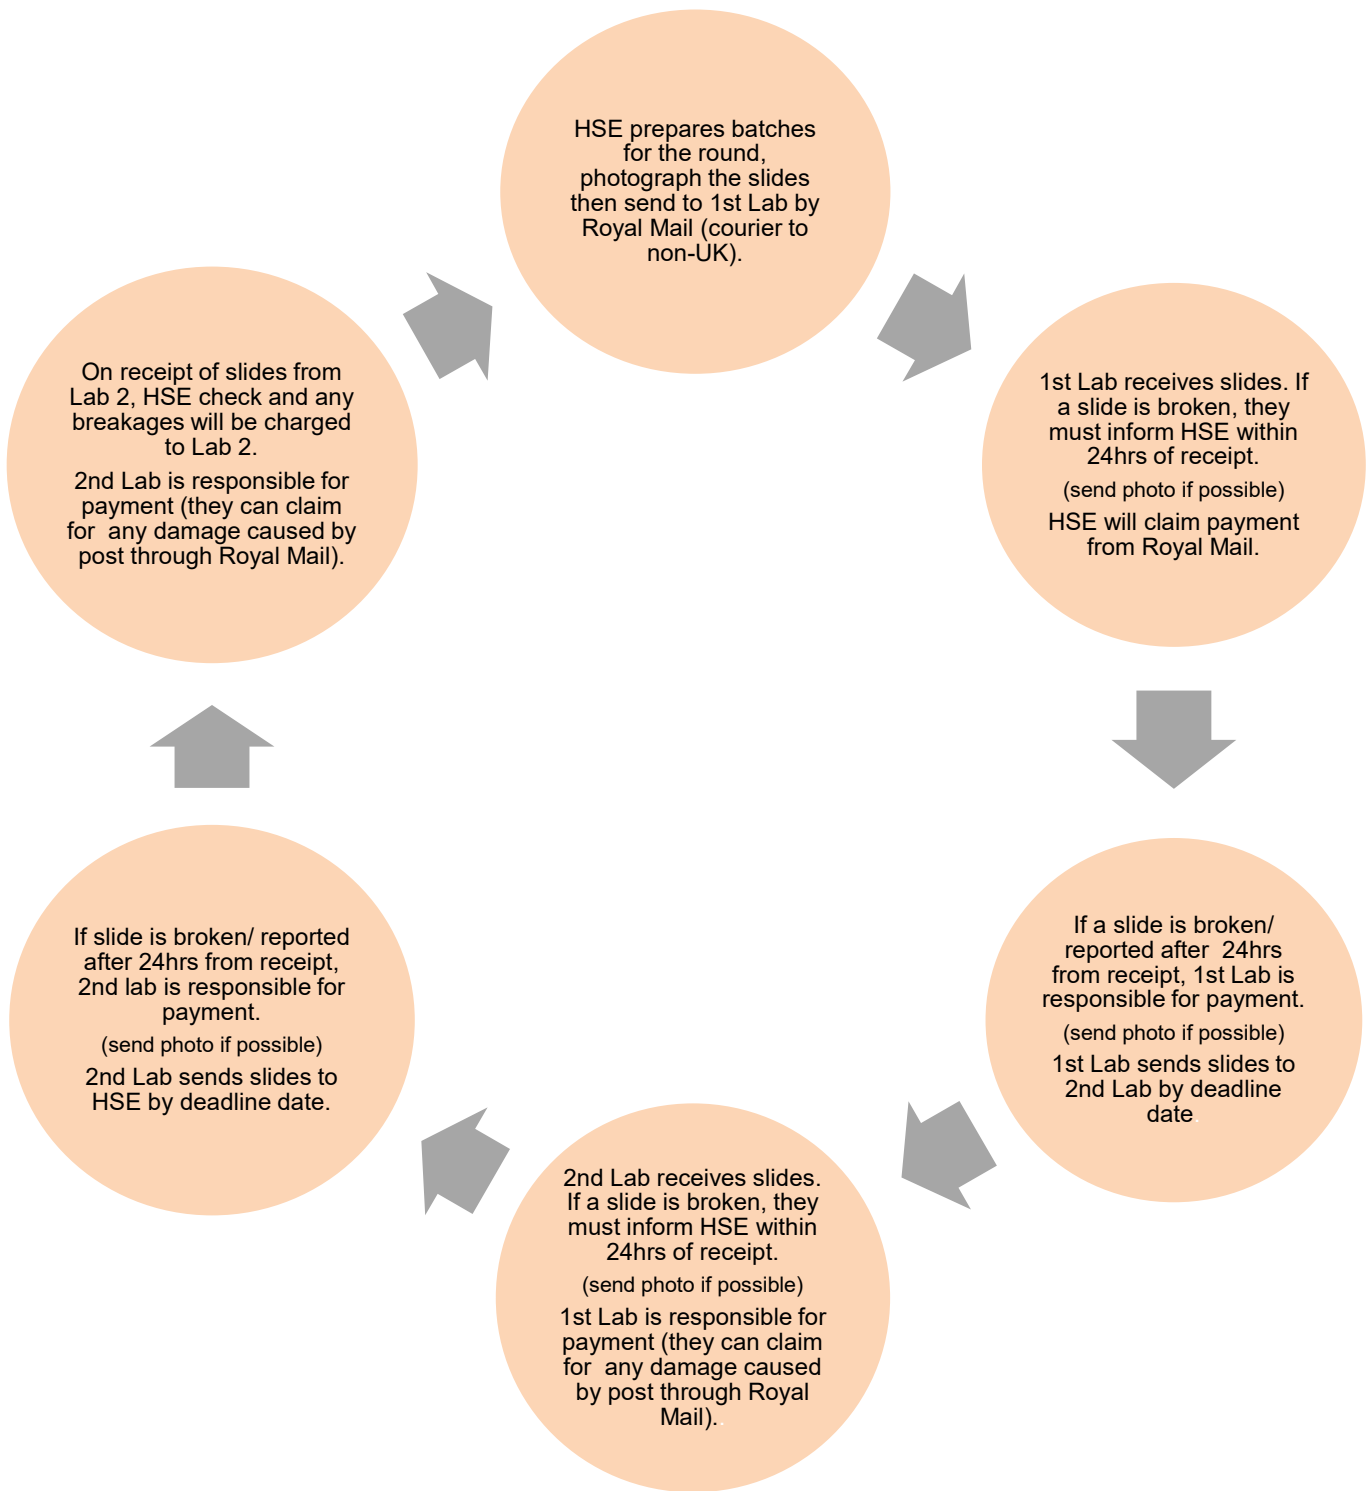 HSE prepares batches
for the round,
photograph the slides
then send to 1st Lab by
Royal Mail (courier to
non-UK).
1st Lab receives slides. If
a slide is broken, they
must inform HSE within
24hrs of receipt.
(send photo if possible)
HSE will claim payment
from Royal Mail.
If a slide is broken/
reported after  24hrs
from receipt, 1st Lab is
responsible for payment.
(send photo if possible)
1st Lab sends slides to
2nd Lab by deadline
date.
2nd Lab receives slides.
If a slide is broken, they
must inform HSE within
24hrs of receipt.
(send photo if possible)
1st Lab is responsible for
payment (they can claim
for  any damage caused
by post through Royal
Mail)..
If slide is broken/ reported
after 24hrs from receipt,
2nd lab is responsible for
payment.
(send photo if possible)
2nd Lab sends slides to
HSE by deadline date.
On receipt of slides from
Lab 2, HSE check and any
breakages will be charged
to Lab 2.
2nd Lab is responsible for
payment (they can claim
for  any damage caused by
post through Royal Mail).